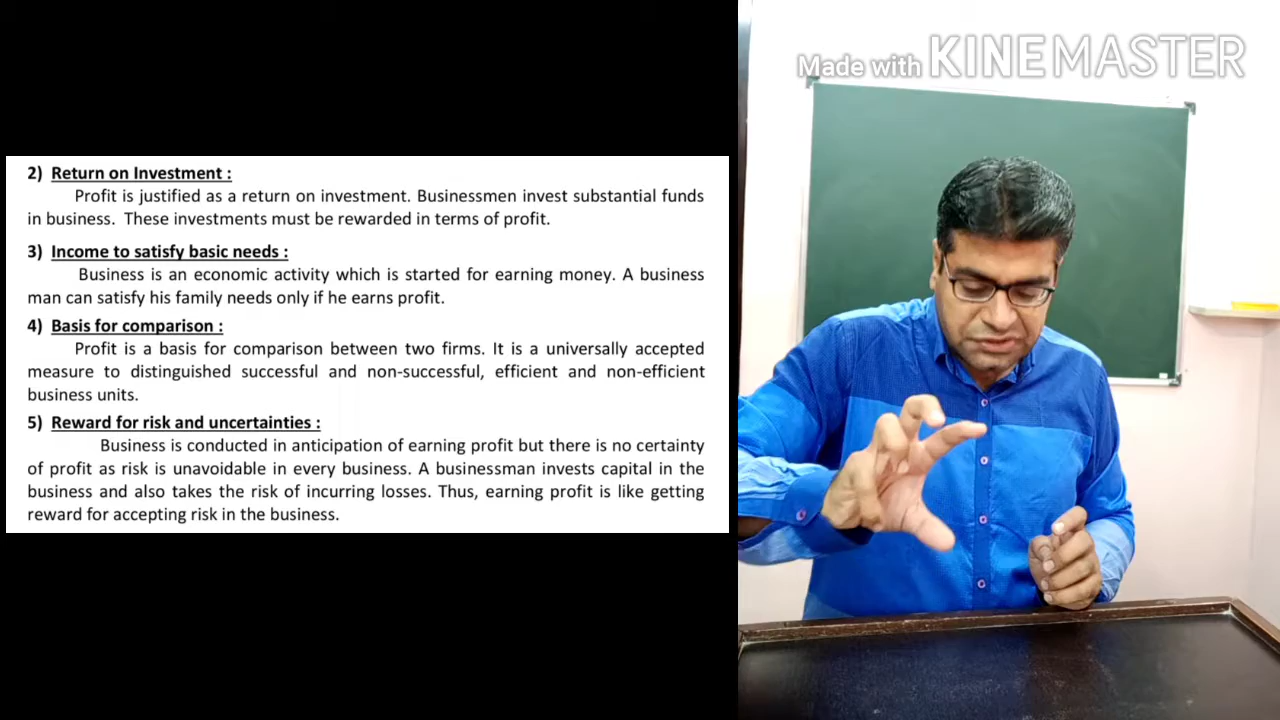 Made with KINEMASTER
2) Return on Investment :
Profit is justified as a return on investment. Businessmen invest substantial funds
in business. These investments must be rewarded in terms of profit.
3) Income to satisfy basic needs :
Business is an economic activity which is started for earning money. A business
man can satisfy his family needs only if he earns profit.
4) Basis for comparison :
Profit is a basis for comparison between two firms. It is a universally accepted
measure to distinguished successful and non-successful, efficient and non-efficient
business units.
5) Reward for risk and uncertainties :
Business is conducted in anticipation of earning profit but there is no certainty
of profit as risk is unavoidable in every business. A businessman invests capital in the
business and also takes the risk of incurring losses. Thus, earning profit is like getting
reward for accepting risk in the business.